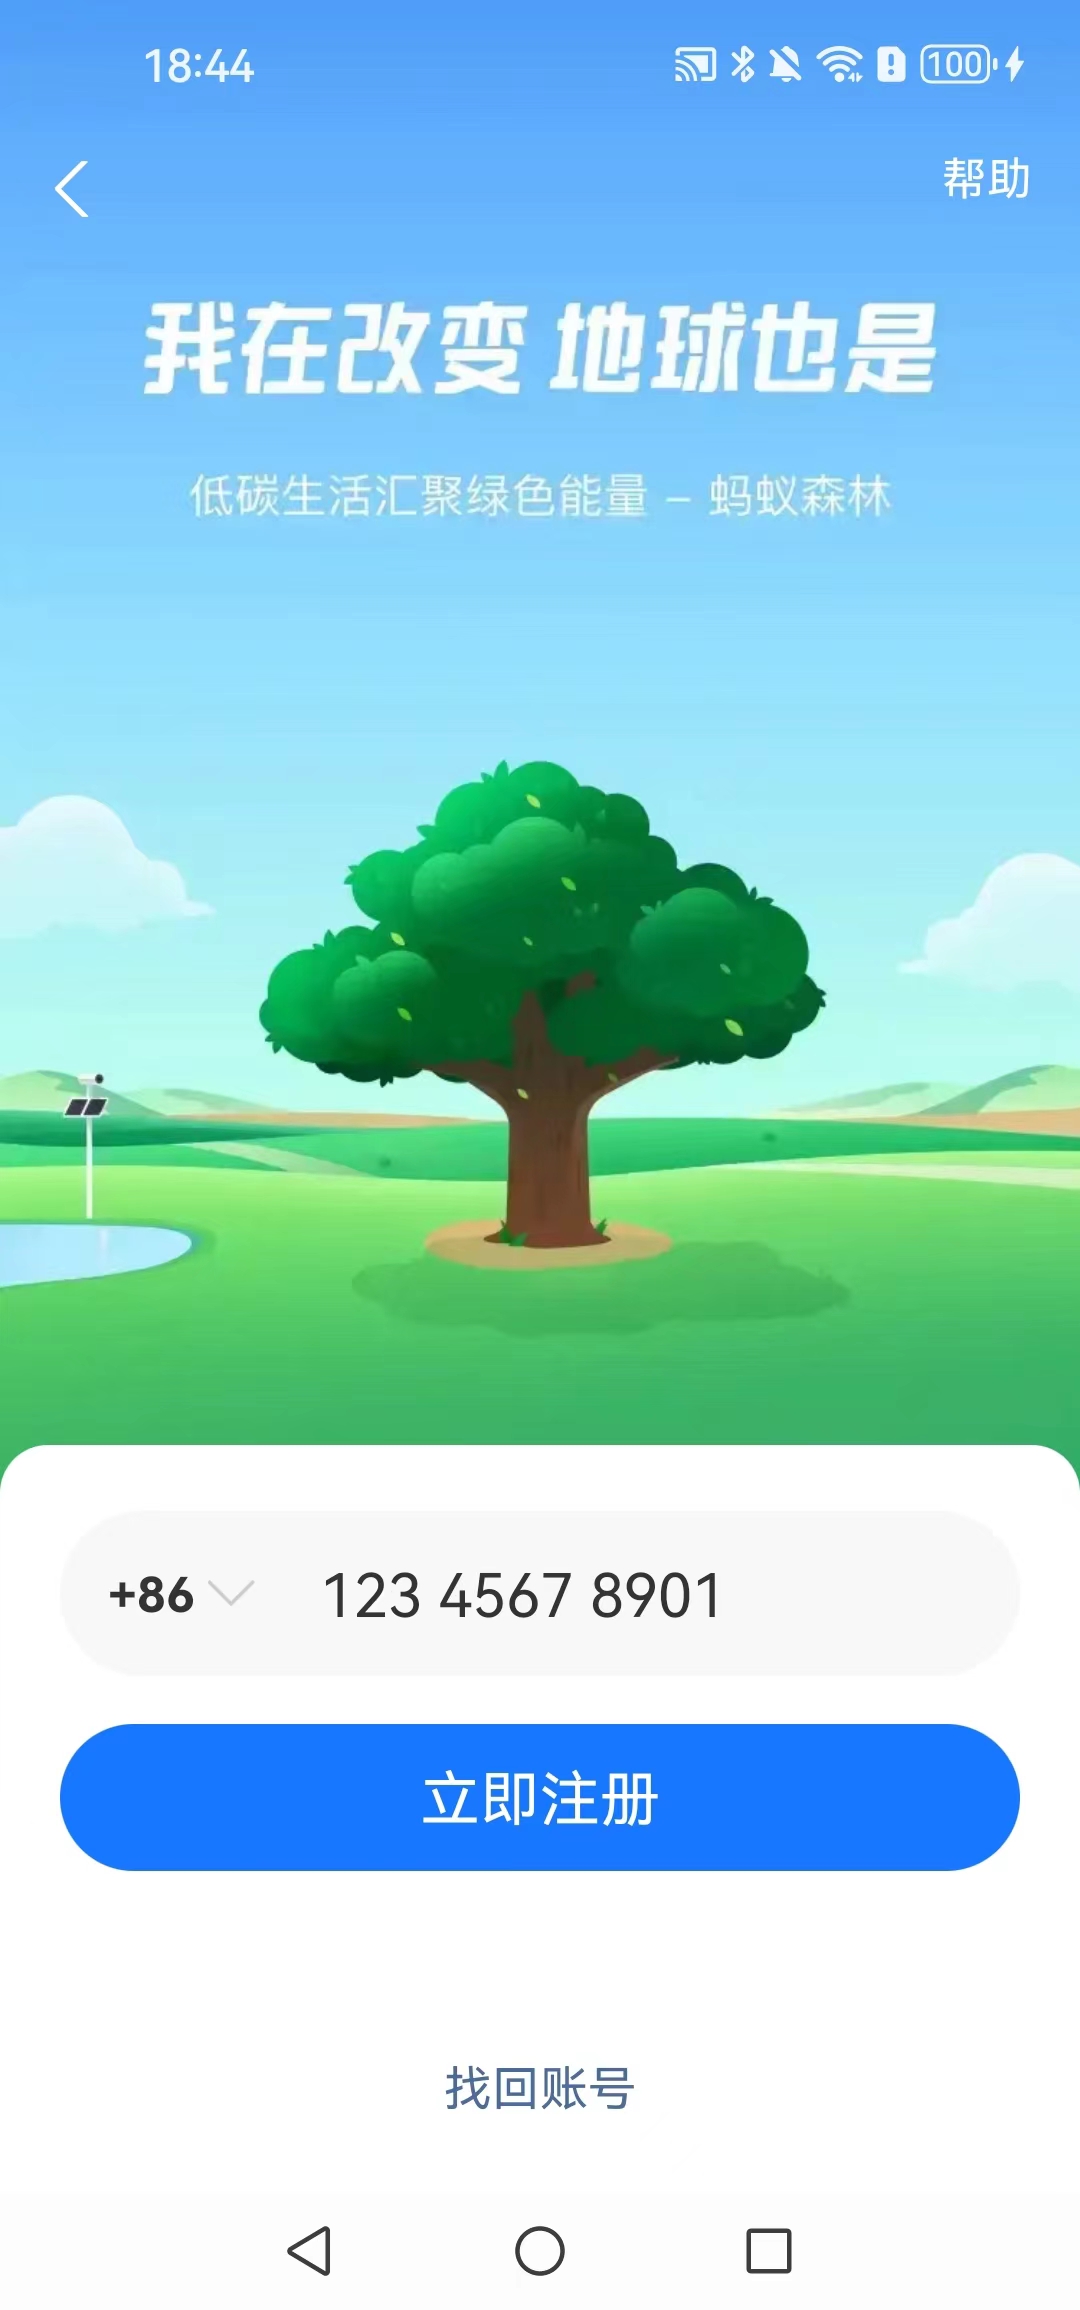 18:44
100
帮助
我在改变 地球也是
低碳生活汇聚绿色能量 – 蚂蚁森林
+86 123 4567 8901
立即注册
找回账号